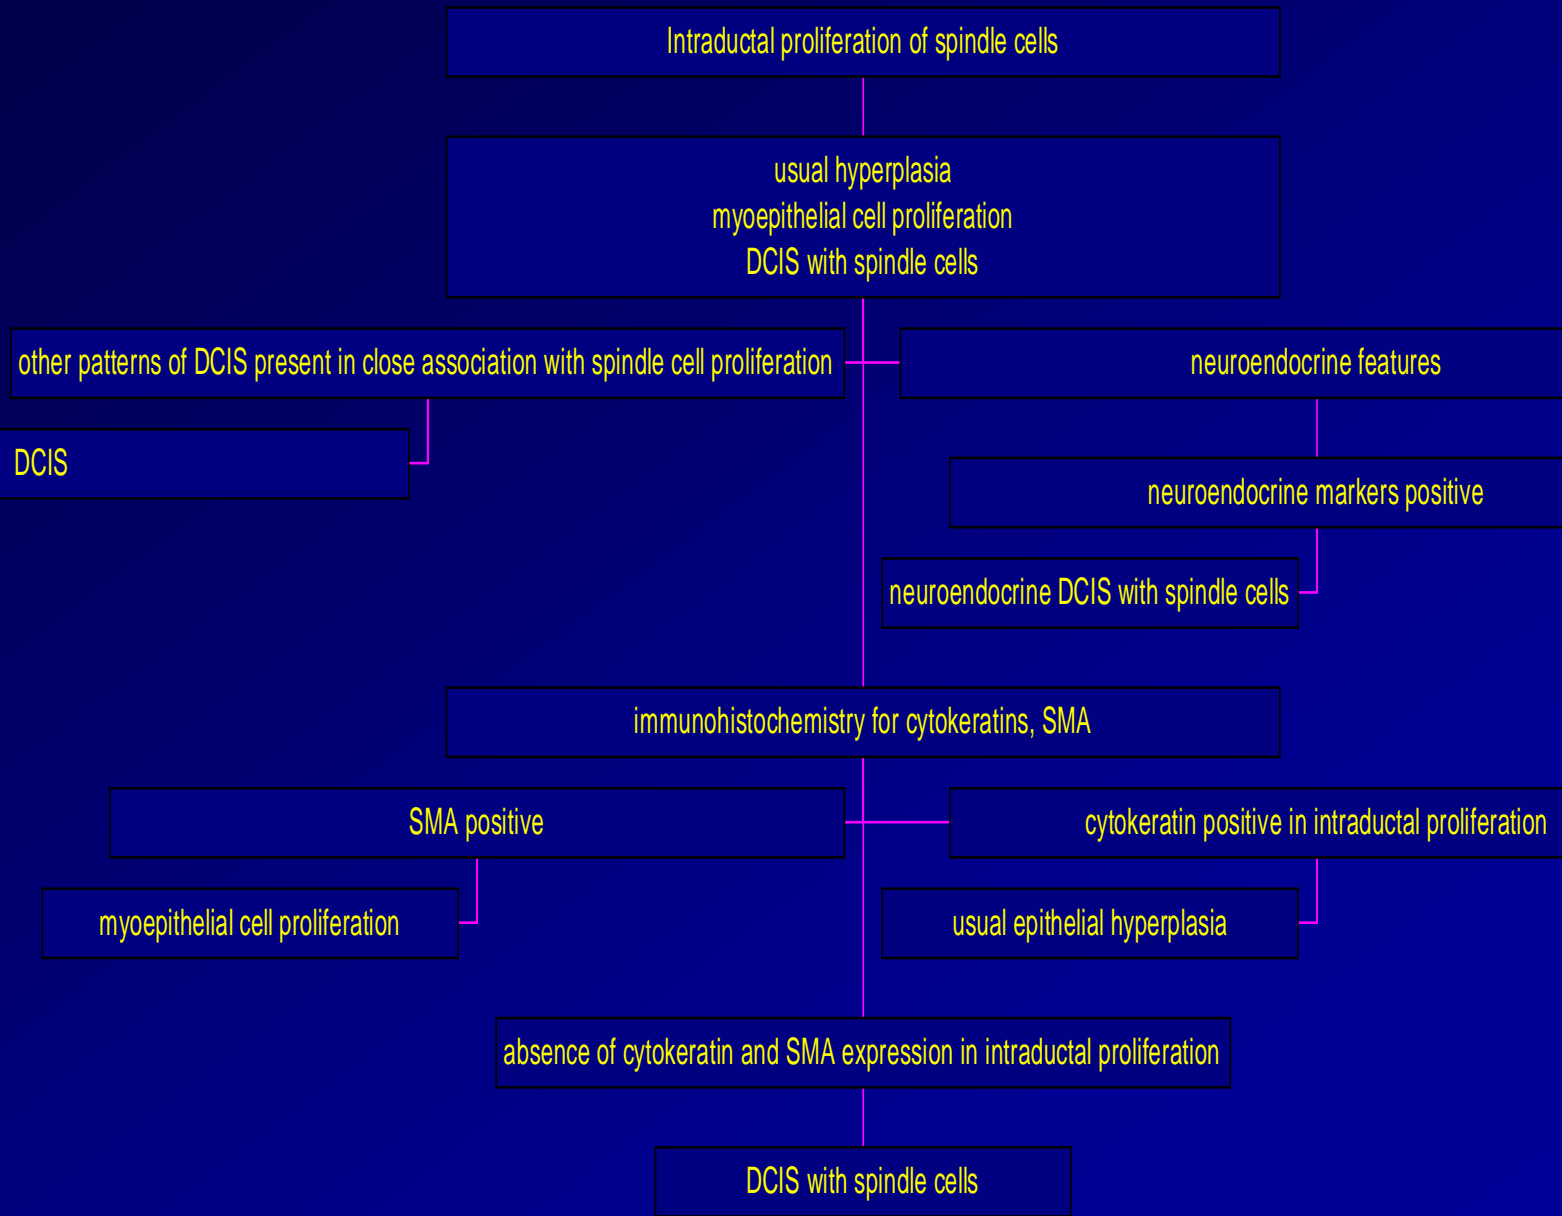 Intraductal proliferation of spindle cells
usual hyperplasia
myoepithelial cell proliferation
DCIS with spindle cells
other patterns of DCIS present in close association with spindle cell proliferation
neuroendocrine features
DCIS
neuroendocrine markers positive
neuroendocrine DCIS with spindle cells
immunohistochemistry for cytokeratins, SMA
SMA positive
cytokeratin positive in intraductal proliferation
myoepithelial cell proliferation
usual epithelial hyperplasia
absence of cytokeratin and SMA expression in intraductal proliferation
DCIS with spindle cells